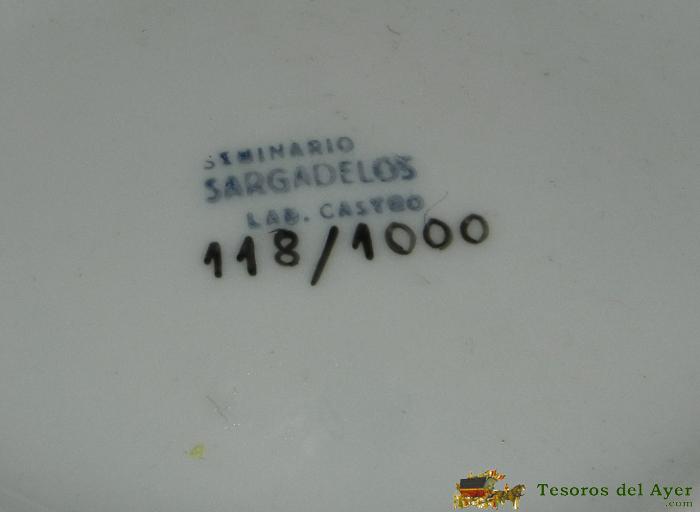 SEMINARIO
SARGADELOS
LAB. CASTRO
118/1000
Tesoros del Ayer
.com